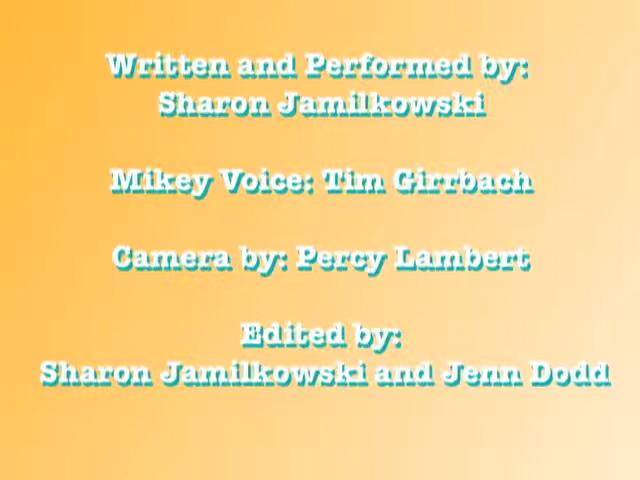 Written and Performed by:
Sharon Jamilkowski
Mikey Voice: Tim Girrbach
Camera by: Percy Lambert
Edited by:
Sharon Jamilkowski and Jenn Dodd